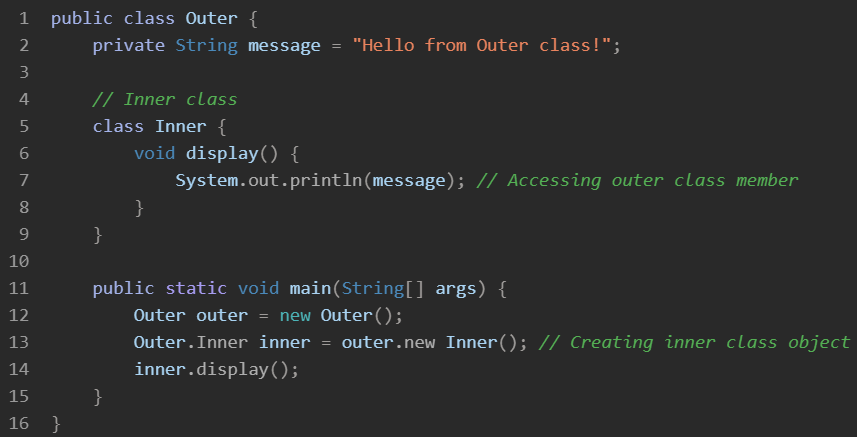 1 public class Outer {
2     private String message = "Hello from Outer class!";
3
4     // Inner class
5     class Inner {
6         void display() {
7             System.out.println(message); // Accessing outer class member
8         }
9     }
10
11     public static void main(String[] args) {
12         Outer outer = new Outer();
13         Outer.Inner inner = outer.new Inner(); // Creating inner class object
14         inner.display();
15     }
16 }